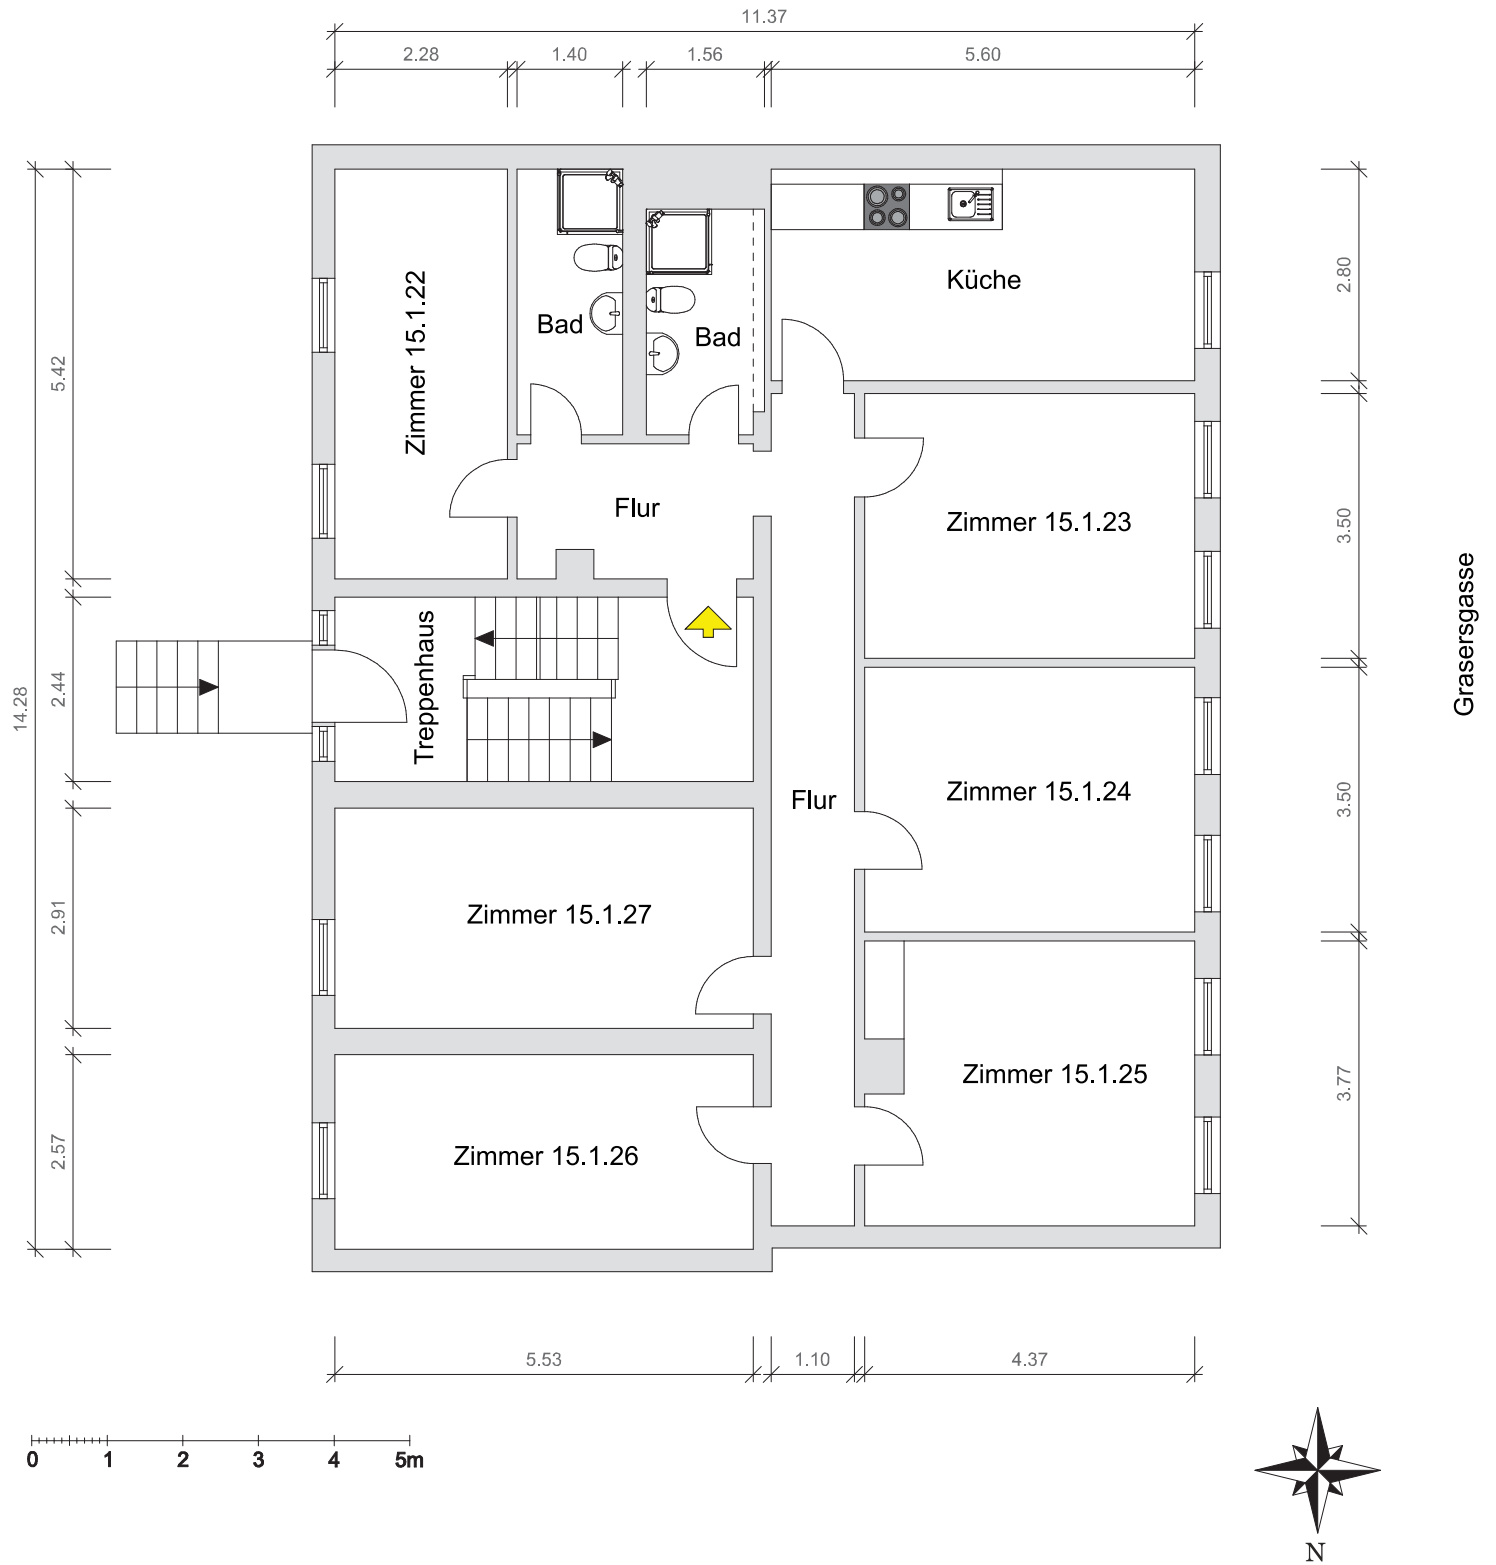 11.37
2.28
1.40
1.56
5.60
Küche
2.80
Zimmer 15.1.22
Bad
Bad
5.42
Flur
Zimmer 15.1.23
3.50
Grasersgasse
Treppenhaus
2.44
14.28
Flur
Zimmer 15.1.24
3.50
2.91
Zimmer 15.1.27
Zimmer 15.1.25
3.77
2.57
Zimmer 15.1.26
5.53
1.10
4.37
0 1 2 3 4 5m
N